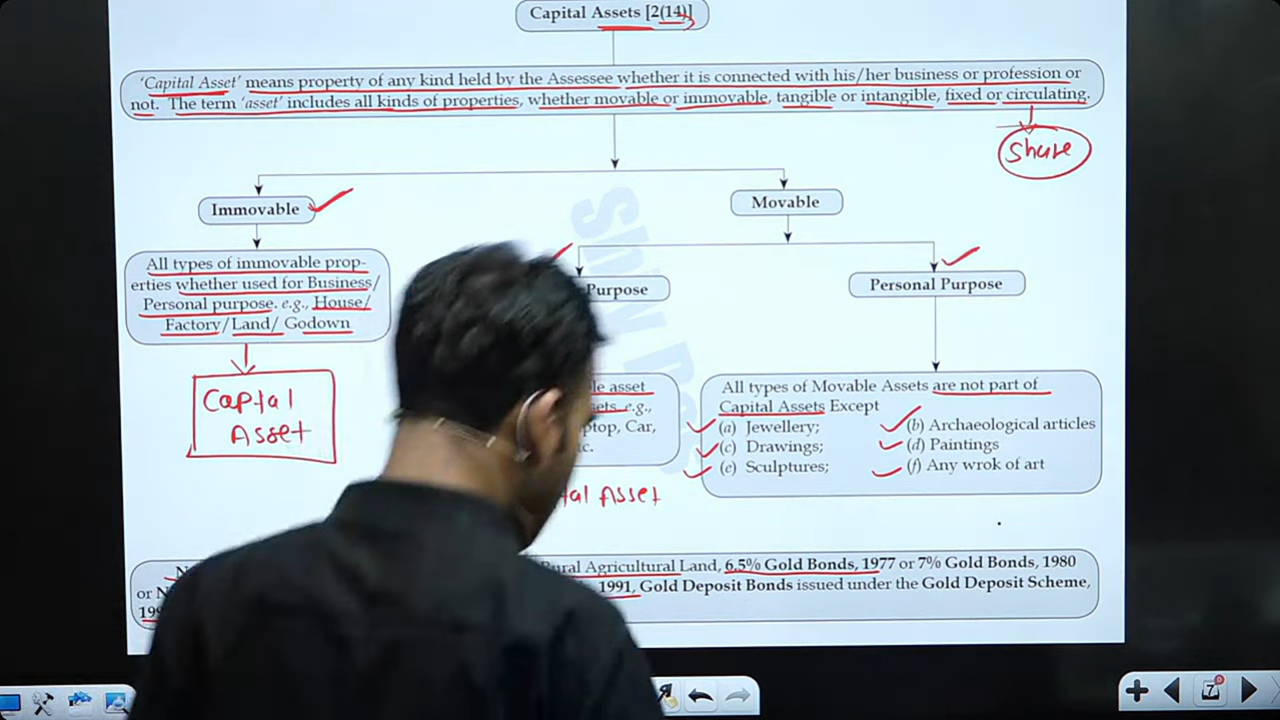 Capital Assets [2(14)]
'Capital Asset' means property of any kind held by the Assessee whether it is connected with his/her business or profession or
not. The term 'asset' includes all kinds of properties, whether movable or immovable, tangible or intangible, fixed or circulating.
Share
Immovable
Movable
All types of immovable prop-
erties whether used for Business/
Personal purpose. e.g., House/
Factory/Land/ Godown
Purpose
Personal Purpose
Capital
Asset
asset
e.g.,
Car,
All types of Movable Assets are not part of
Capital Assets Except
(a) Jewellery;
(b) Archaeological articles
(c) Drawings;
(d) Paintings
(e) Sculptures;
(f) Any wrok of art
Asset
Agricultural Land, 6.5% Gold Bonds, 1977 or 7% Gold Bonds, 1980
or
1991, Gold Deposit Bonds issued under the Gold Deposit Scheme,
7